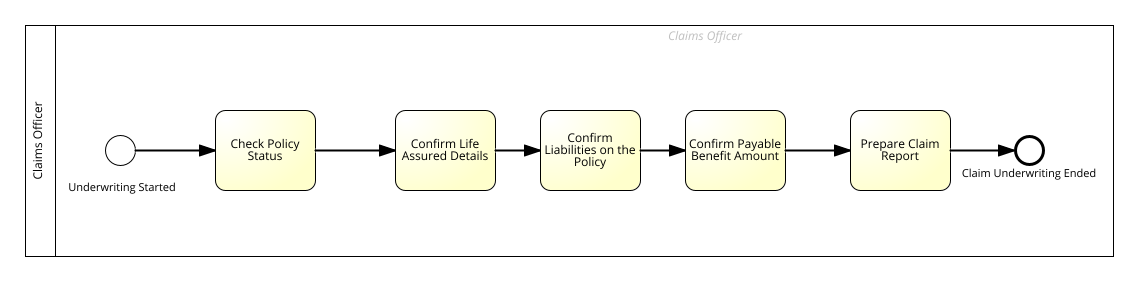 Claims Officer
Claims Officer
Underwriting Started
Check Policy
Status
Confirm Life
Assured Details
Confirm
Liabilities on the
Policy
Confirm Payable
Benefit Amount
Prepare Claim
Report
Claim Underwriting Ended